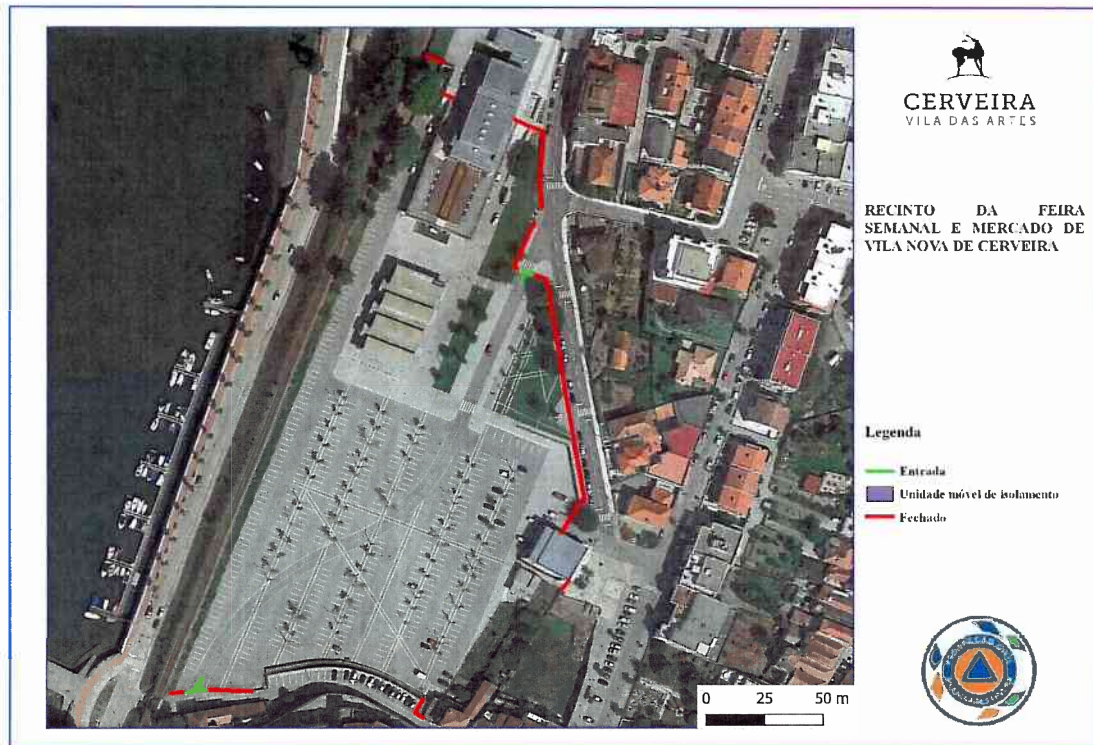 CERVEIRA
VILA DAS ARTES
RECINTO DA FEIRA
SEMANAL E MERCADO DE
VILA NOVA DE CERVEIRA
Legenda
Entrada
Unidade móvel de isolamento
Fechado
0 25 50 m